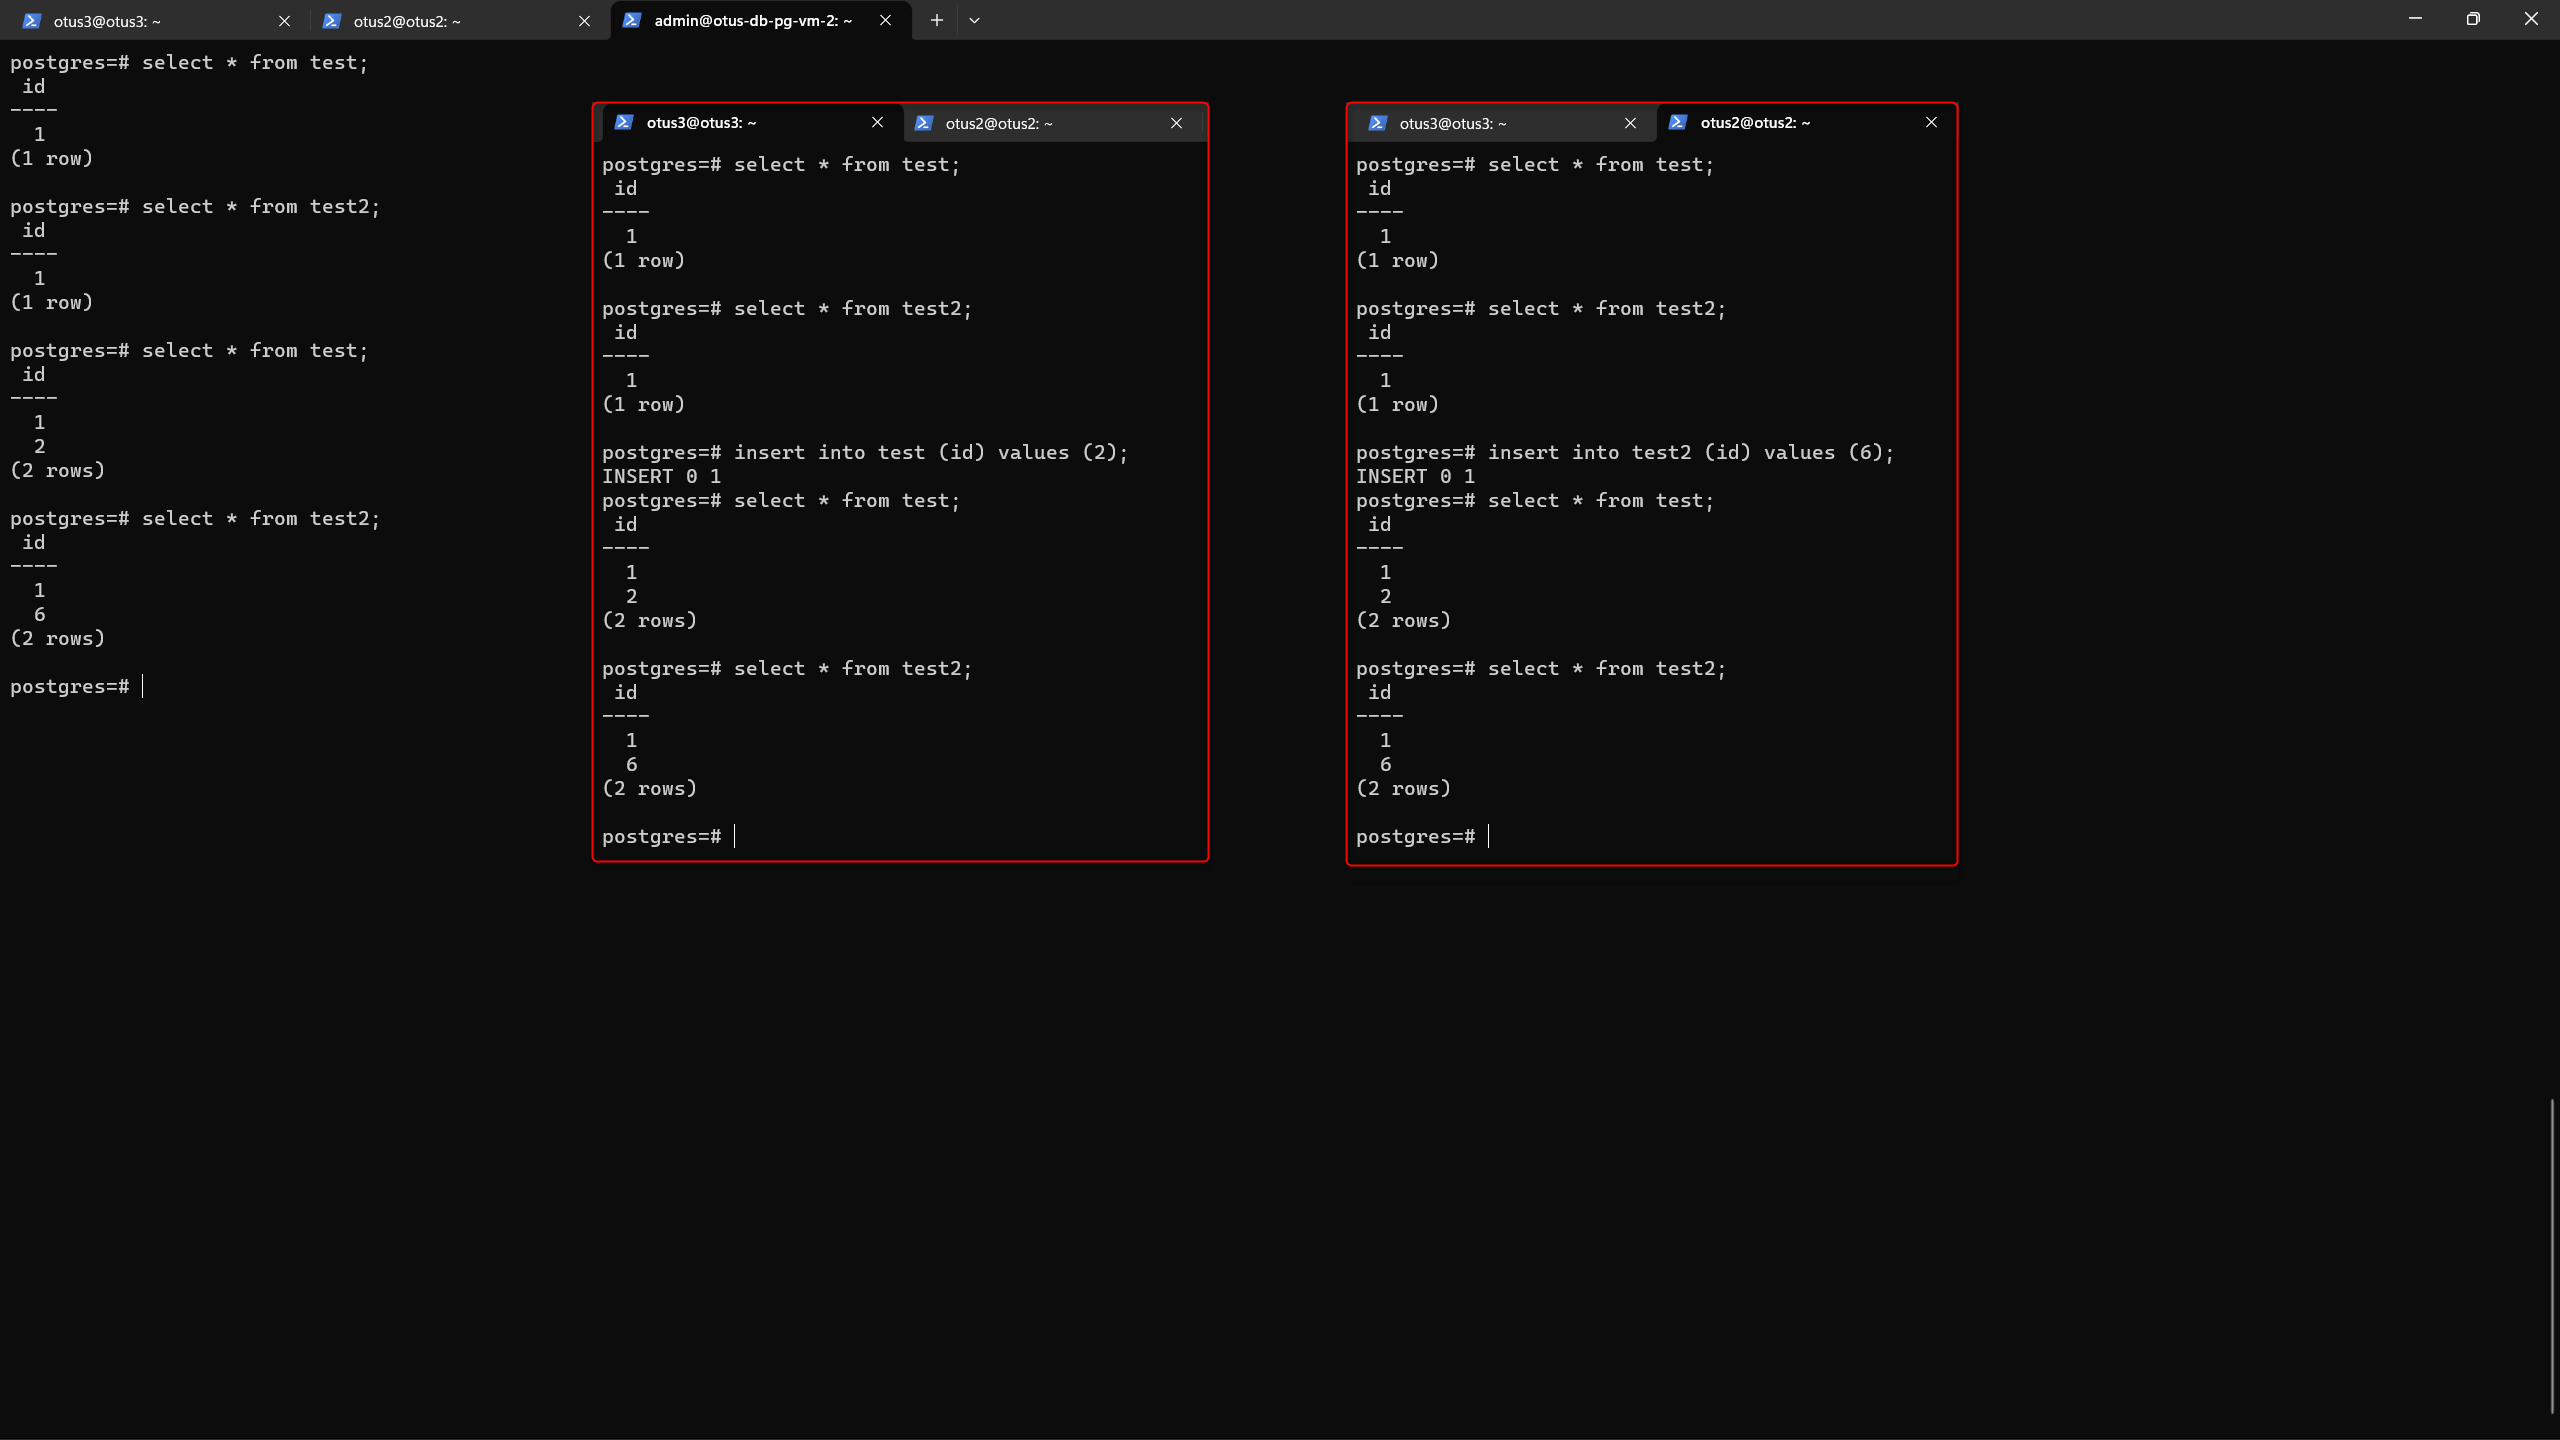 otus3@otus3: ~
otus2@otus2: ~
admin@otus-db-pg-vm-2: ~
postgres=# select * from test;
 id
----
  1
(1 row)

postgres=# select * from test2;
 id
----
  1
(1 row)

postgres=# select * from test;
 id
----
  1
  2
(2 rows)

postgres=# select * from test2;
 id
----
  1
  6
(2 rows)

postgres=#
otus3@otus3: ~
otus2@otus2: ~
postgres=# select * from test;
 id
----
  1
(1 row)

postgres=# select * from test2;
 id
----
  1
(1 row)

postgres=# insert into test (id) values (2);
INSERT 0 1
postgres=# select * from test;
 id
----
  1
  2
(2 rows)

postgres=# select * from test2;
 id
----
  1
  6
(2 rows)

postgres=#
otus3@otus3: ~
otus2@otus2: ~
postgres=# select * from test;
 id
----
  1
(1 row)

postgres=# select * from test2;
 id
----
  1
(1 row)

postgres=# insert into test2 (id) values (6);
INSERT 0 1
postgres=# select * from test;
 id
----
  1
  2
(2 rows)

postgres=# select * from test2;
 id
----
  1
  6
(2 rows)

postgres=#